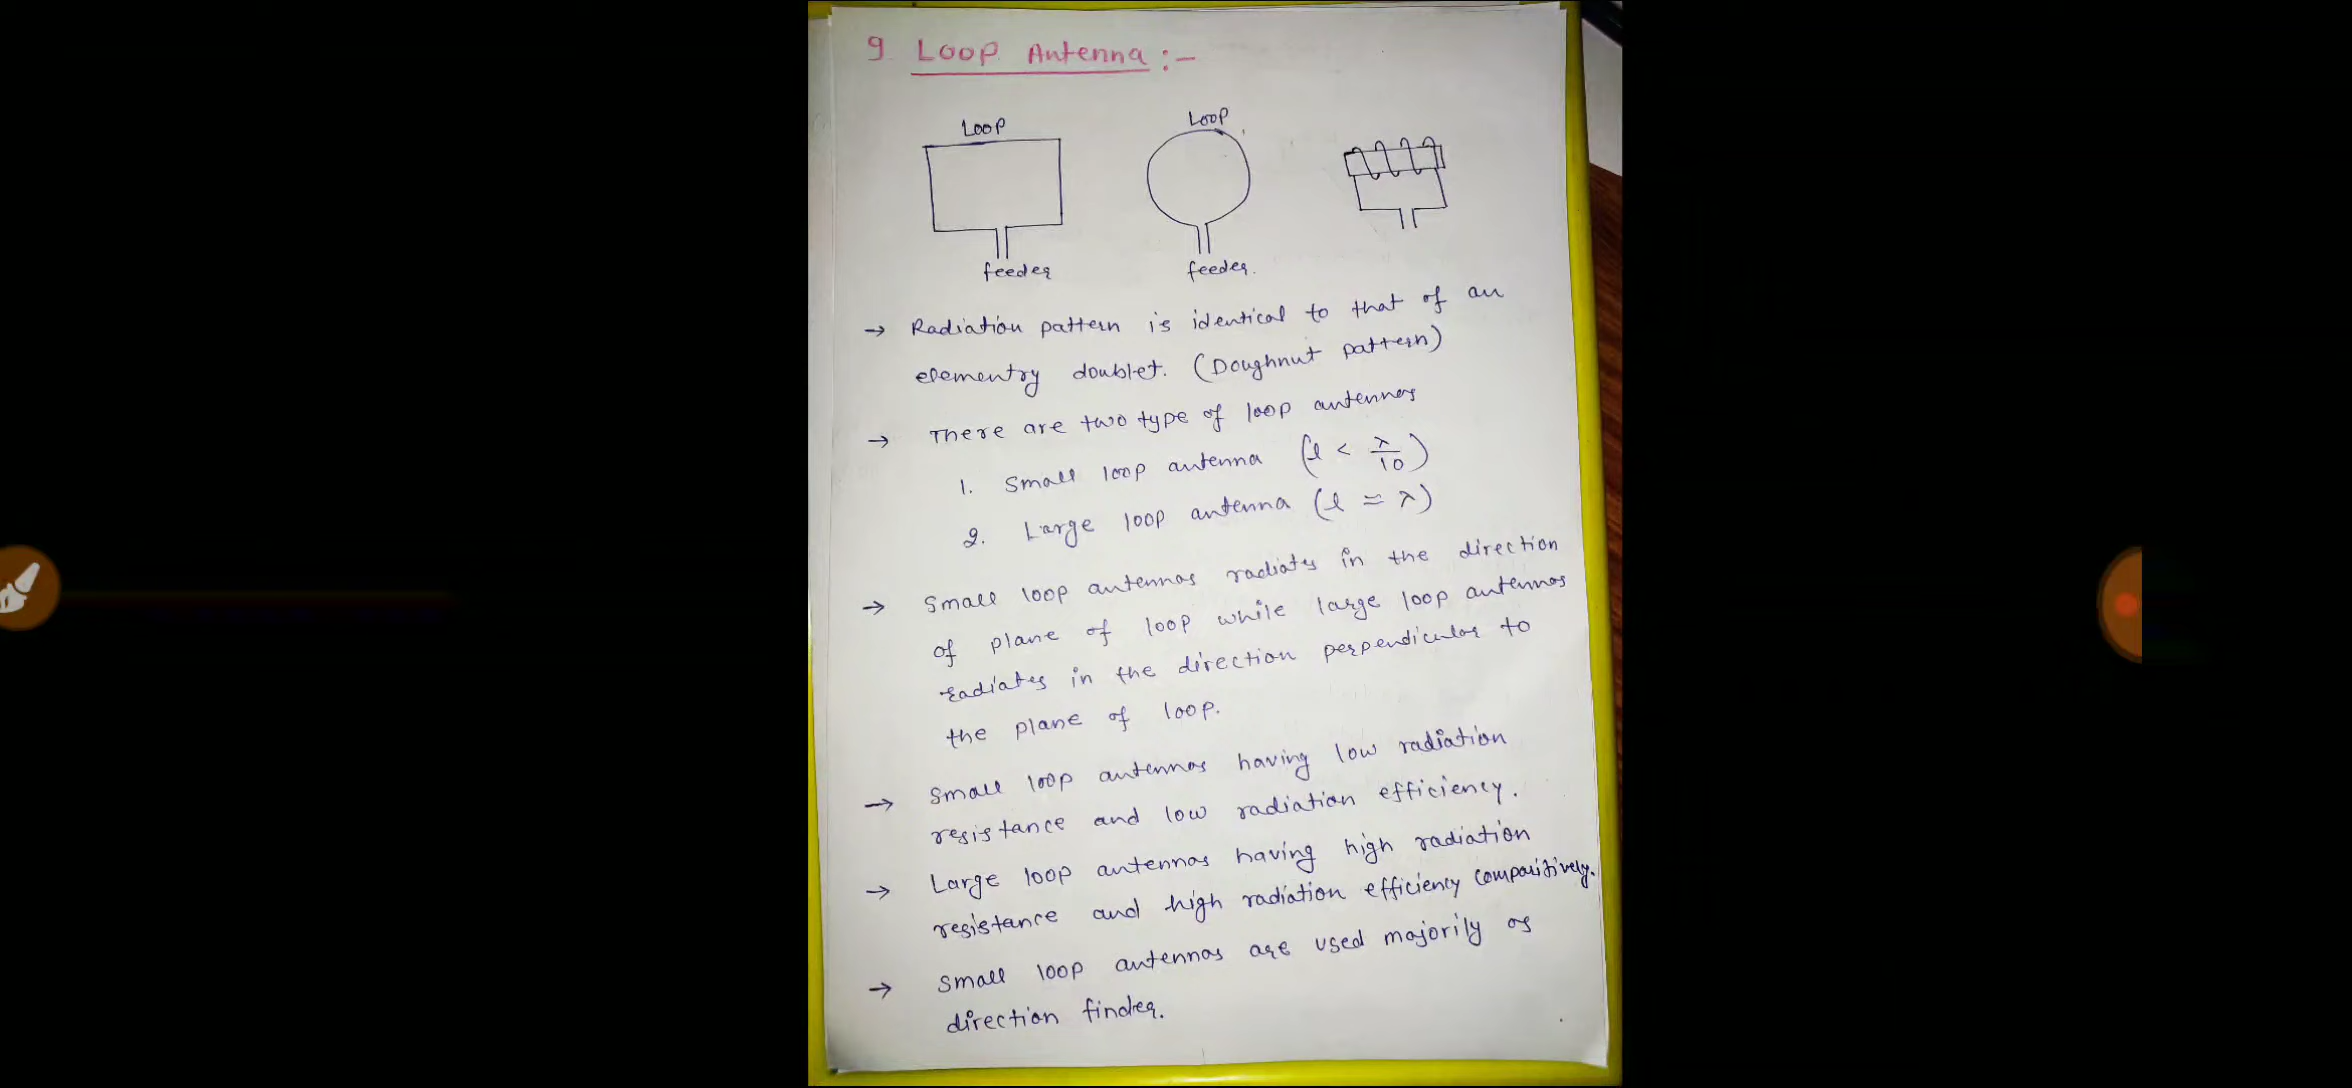 9 Loop Antenna :-
Loop
Loop
feeder
feeder.
→ Radiation pattern is identical to that of an
elementry doublet. (Doughnut pattern)
→ There are two type of loop antennas
1. Small loop antenna (l < λ/10)
2. Large loop antenna (l = λ)
→ Small loop antennas radiates in the direction
of plane of loop while large loop antennas
radiates in the direction perpendicular to
the plane of loop.
→ Small loop antennas having low radiation
resistance and low radiation efficiency.
→ Large loop antennas having high radiation
resistance and high radiation efficiency comparitively.
→ Small loop antennas are used majorily as
direction finder.